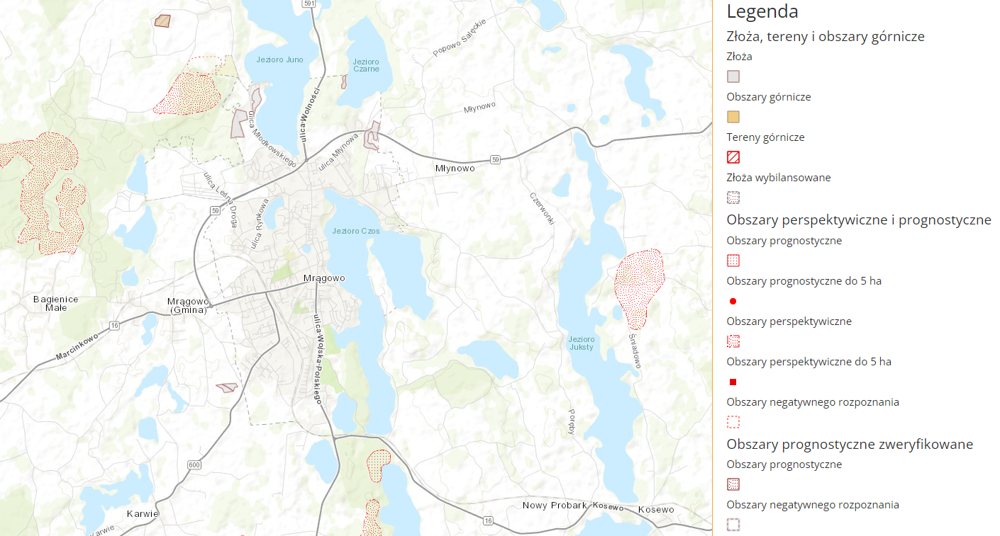 591
Jezioro Juno
Jezioro
Czarne
Popowo Salęckie
ulica Wolności
Młynowo
ulica Młodkowskiego
ulica Młynowa
59
Młynowo
ulica Leśna Droga
59
Czerwonki
ulica Rynkowa
Jezioro Czos
Mrągowo
Bagienice
Małe
Mrągowo
(Gmina)
16
Marcinkowo
ulica Wojska Polskiego
Jezioro
Juksty
Śniadowo
Poręby
600
Karwie
Karwie
Nowy Probark
Kosewo
Kosewo
16
Legenda
Złoża, tereny i obszary górnicze
Złoża
Obszary górnicze
Tereny górnicze
Złoża wybilansowane
Obszary perspektywiczne i prognostyczne
Obszary prognostyczne
Obszary prognostyczne do 5 ha
Obszary perspektywiczne
Obszary perspektywiczne do 5 ha
Obszary negatywnego rozpoznania
Obszary prognostyczne zweryfikowane
Obszary prognostyczne
Obszary negatywnego rozpoznania